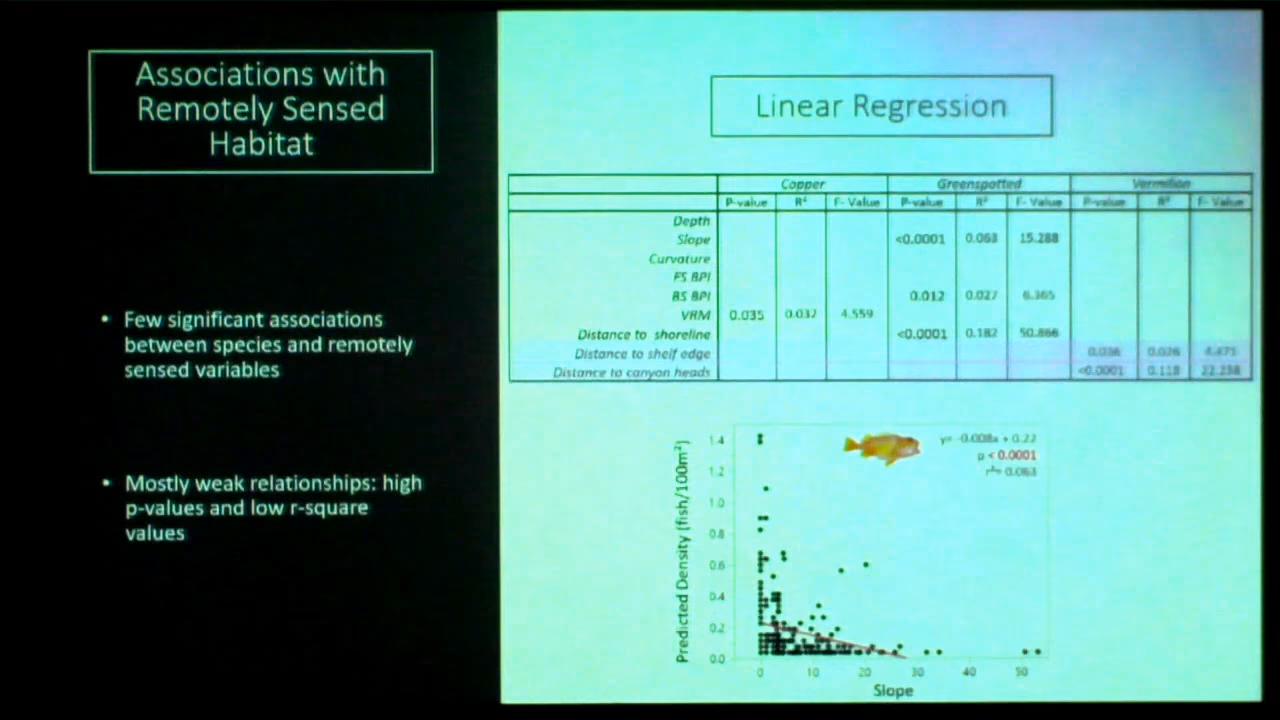 Associations with
Remotely Sensed
Habitat
• Few significant associations
between species and remotely
sensed variables
• Mostly weak relationships: high
p-values and low r-square
values
Linear Regression
Copper Greenspotted Vermilion
P-value R² F- Value P-value R² F- Value P-value R² F- Value
Depth
Slope <0.0001 0.063 15.288
Curvature
FS BPI
BS BPI 0.012 0.027 6.365
VRM 0.035 0.037 4.559
Distance to shoreline <0.0001 0.182 50.866
Distance to shelf edge 0.036 0.026 4.471
Distance to canyon heads <0.0001 0.118 22.238
y= -0.008x + 0.22
p < 0.0001
r²= 0.063
Predicted Density (fish/100m²)
1.4
1.2
1.0
0.8
0.6
0.4
0.2
0.0
0 10 20 30 40 50
Slope